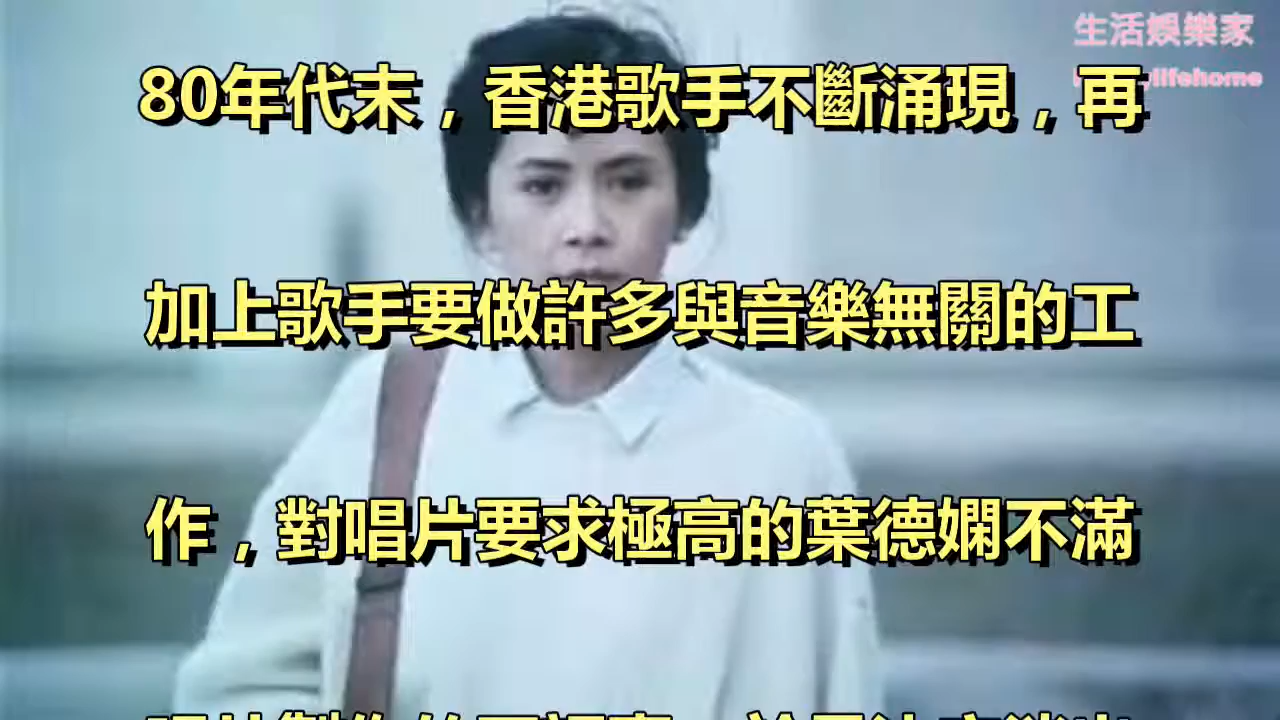 生活娛樂家
lifehome
80年代末，香港歌手不斷涌現，再
加上歌手要做許多與音樂無關的工
作，對唱片要求極高的葉德嫻不滿